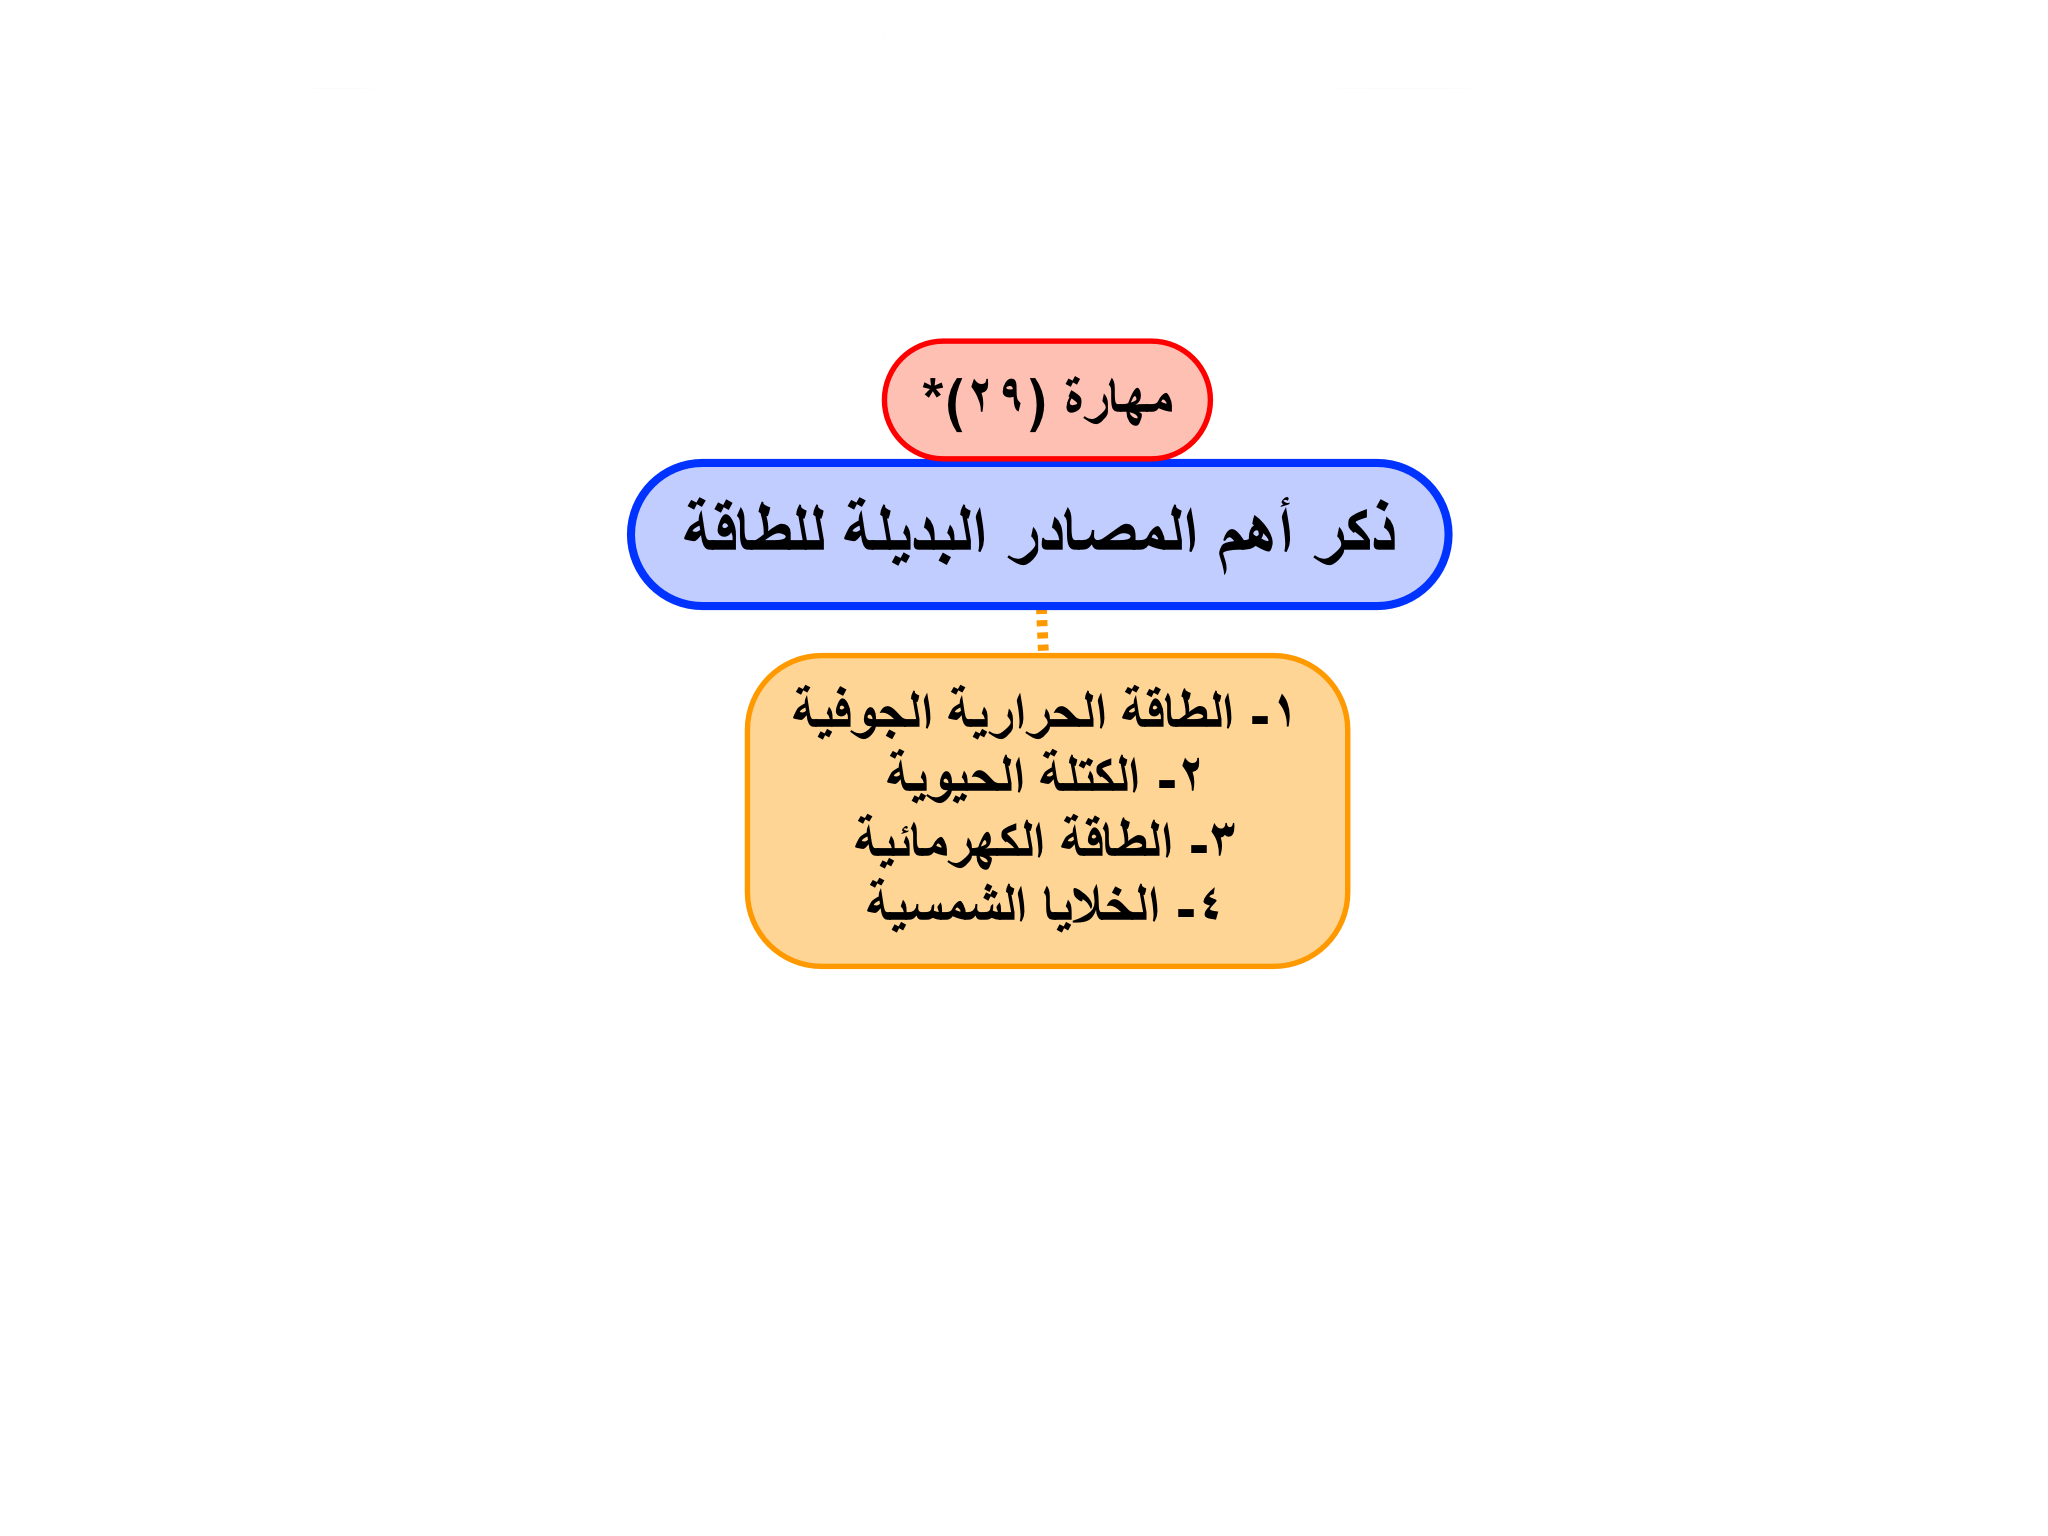 مهارة (٢٩)*
ذكر أهم المصادر البديلة للطاقة
١- الطاقة الحرارية الجوفية
٢- الكتلة الحيوية
٣- الطاقة الكهرمائية
٤- الخلايا الشمسية